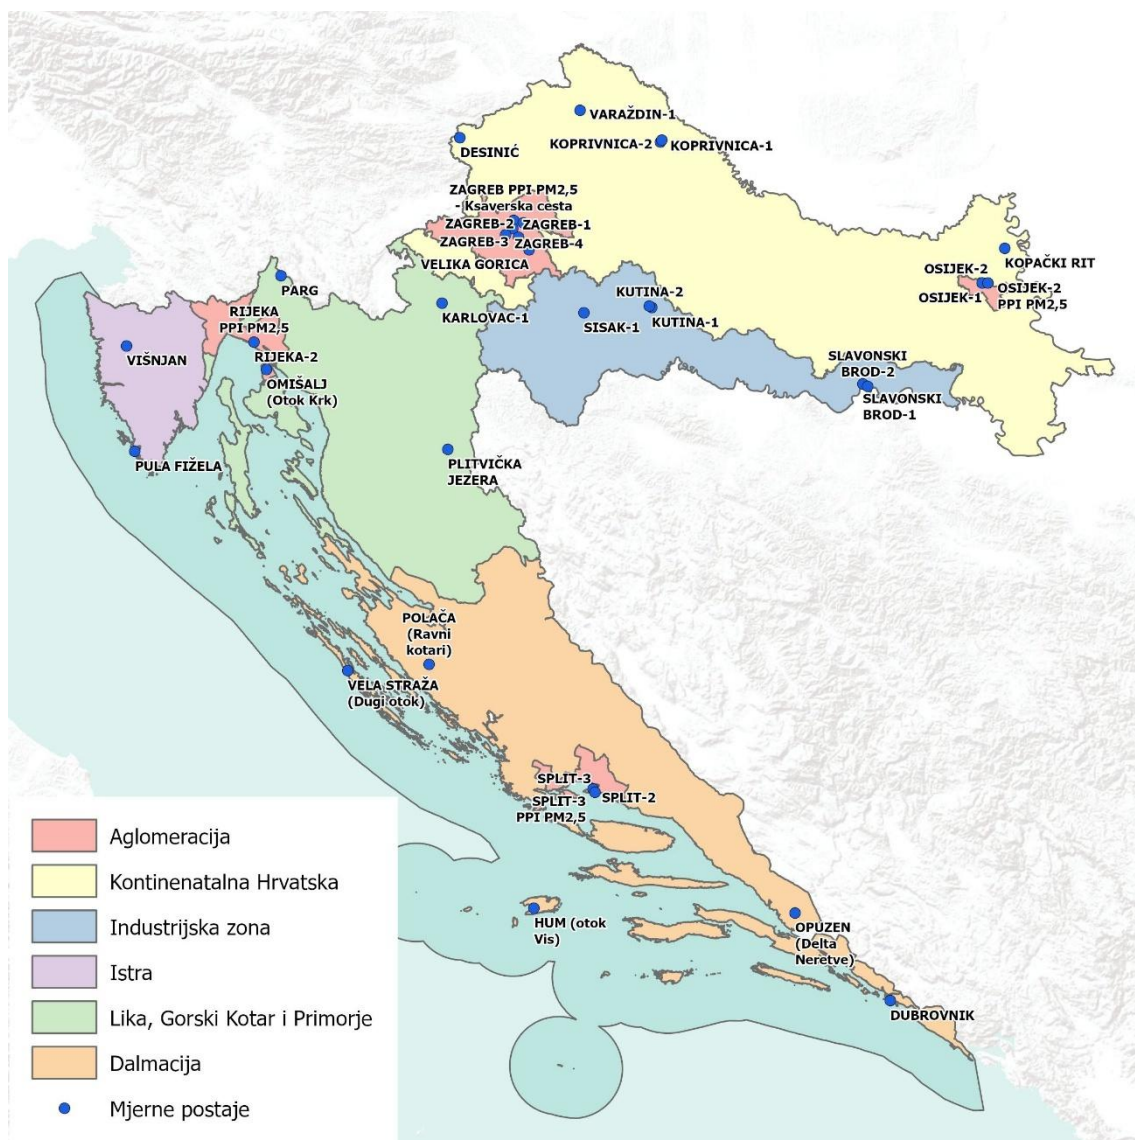 VARAŽDIN-1
DESINIĆ
KOPRIVNICA-2
KOPRIVNICA-1
ZAGREB PPI PM2,5
- Ksaverska cesta
ZAGREB-2
ZAGREB-1
ZAGREB-3
ZAGREB-4
VELIKA GORICA
KOPAČKI RIT
OSIJEK-2
OSIJEK-1
OSIJEK-2
PPI PM2,5
PARG
KARLOVAC-1
KUTINA-2
KUTINA-1
SISAK-1
RIJEKA
PPI PM2,5
RIJEKA-2
VIŠNJAN
OMIŠALJ
(Otok Krk)
SLAVONSKI
BROD-2
SLAVONSKI
BROD-1
PULA FIŽELA
PLITVIČKA
JEZERA
POLAČA
(Ravni
kotari)
VELA STRAŽA
(Dugi otok)
SPLIT-3
SPLIT-2
SPLIT-3
PPI PM2,5
HUM (otok
Vis)
OPUZEN
(Delta
Neretve)
DUBROVNIK
Aglomeracija
Kontinenatalna Hrvatska
Industrijska zona
Istra
Lika, Gorski Kotar i Primorje
Dalmacija
Mjerne postaje